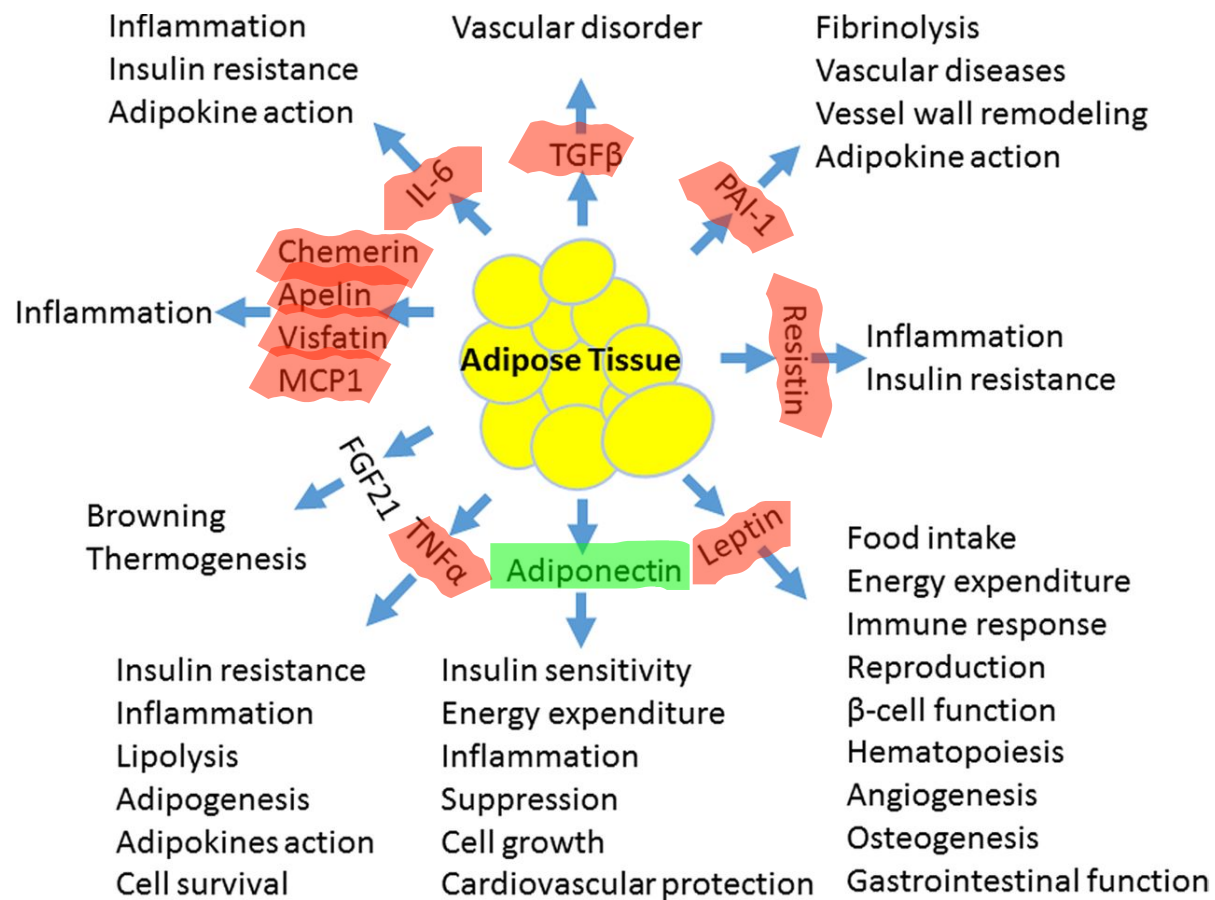 Inflammation
Insulin resistance
Adipokine action
Vascular disorder
Fibrinolysis
Vascular diseases
Vessel wall remodeling
Adipokine action
IL-6
TGFβ
PAI-1
Chemerin
Apelin
Visfatin
MCP1
Inflammation
Adipose Tissue
Resistin
Inflammation
Insulin resistance
FGF21
TNFα
Adiponectin
Leptin
Browning
Thermogenesis
Insulin resistance
Inflammation
Lipolysis
Adipogenesis
Adipokines action
Cell survival
Insulin sensitivity
Energy expenditure
Inflammation
Suppression
Cell growth
Cardiovascular protection
Food intake
Energy expenditure
Immune response
Reproduction
β-cell function
Hematopoiesis
Angiogenesis
Osteogenesis
Gastrointestinal function